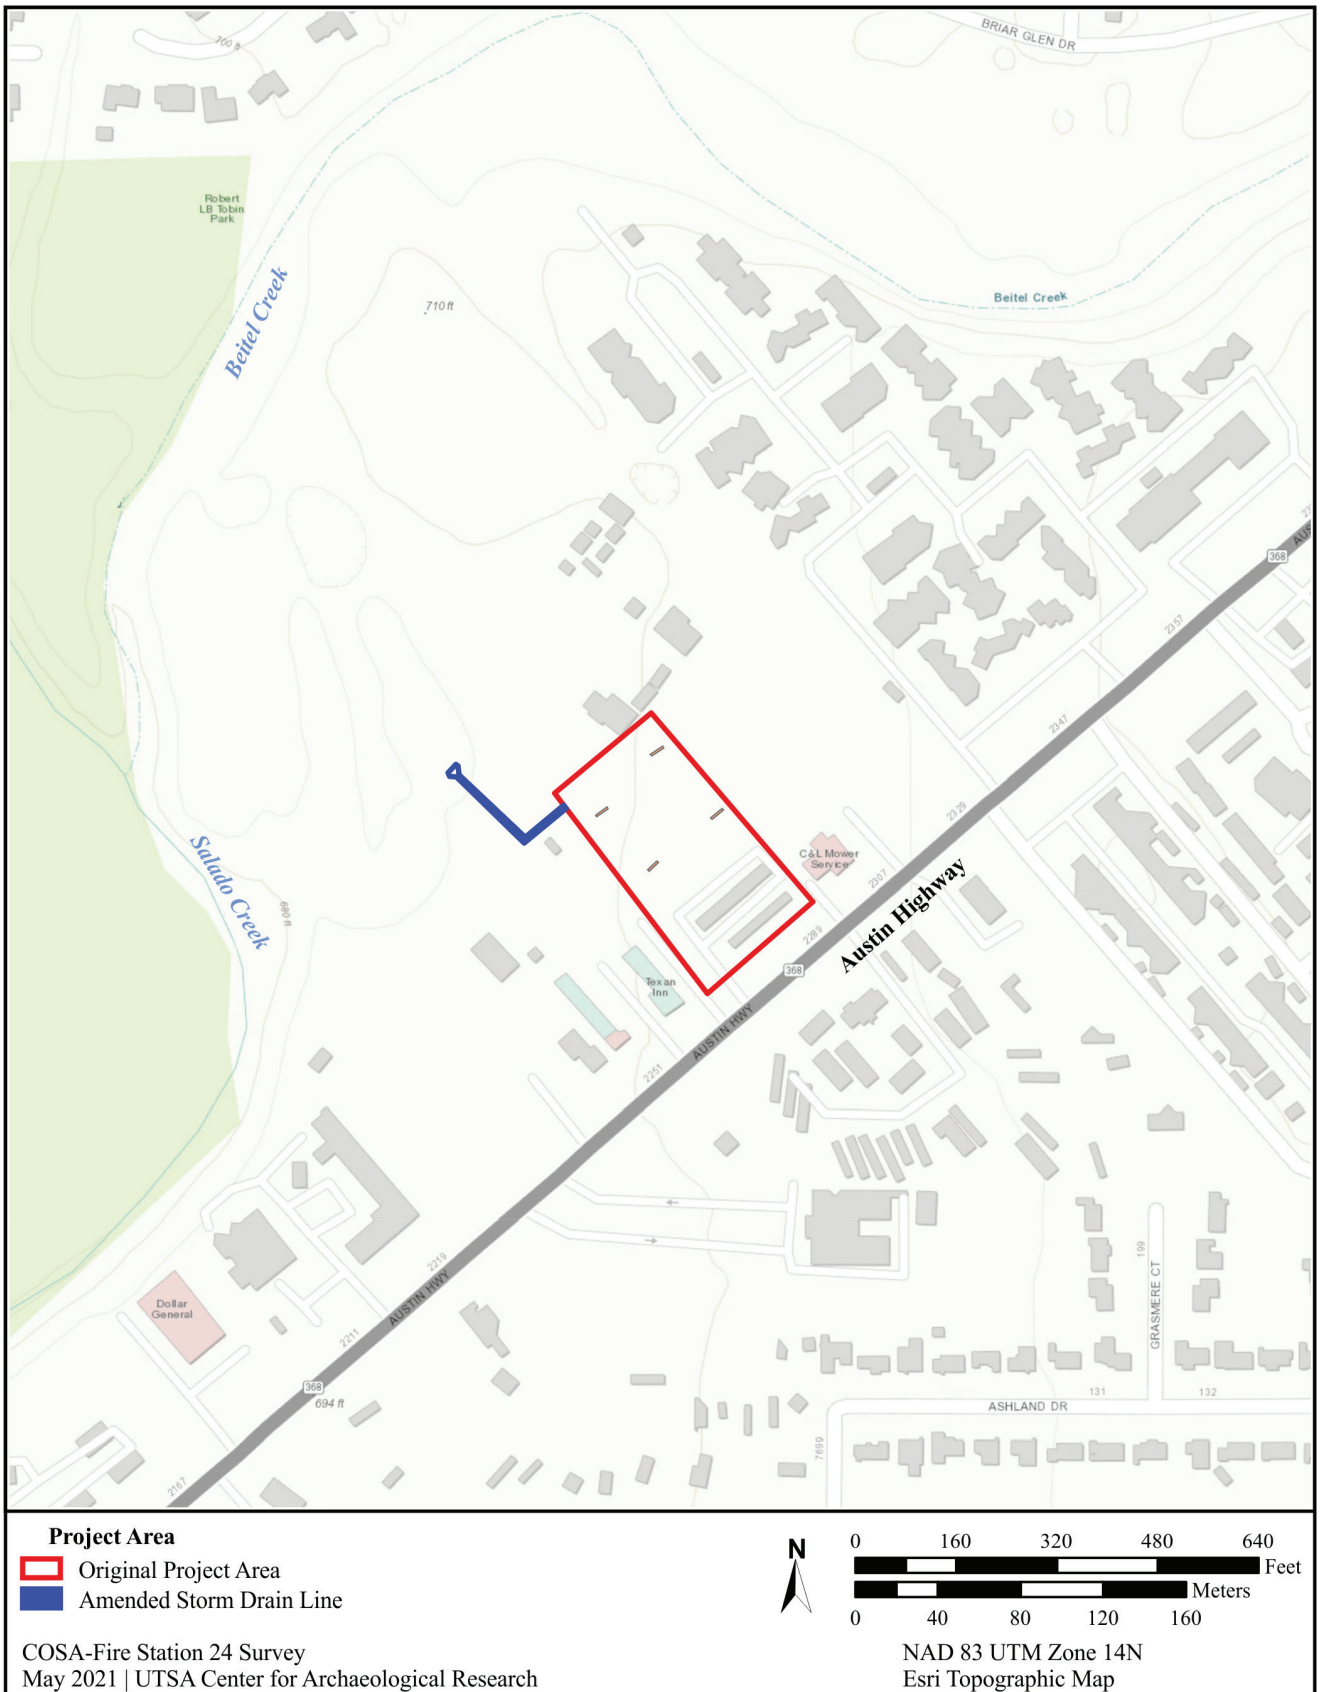 700 ft
BRIAR GLEN DR
Robert
LB Tobin
Park
Beitel Creek
710 ft
Beitel Creek
368
AUS
2357
2347
2329
C&L Mower
Service
2307
Austin Highway
2289
368
Salado Creek
680 ft
Texan
Inn
AUSTIN HWY
2251
2219
AUSTIN HWY
Dollar
General
2211
368
694 ft
2167
199
GRASMERE CT
131
132
ASHLAND DR
7699
Project Area
Original Project Area
Amended Storm Drain Line
COSA-Fire Station 24 Survey
May 2021 | UTSA Center for Archaeological Research
N
0 160 320 480 640
Feet
Meters
0 40 80 120 160
NAD 83 UTM Zone 14N
Esri Topographic Map